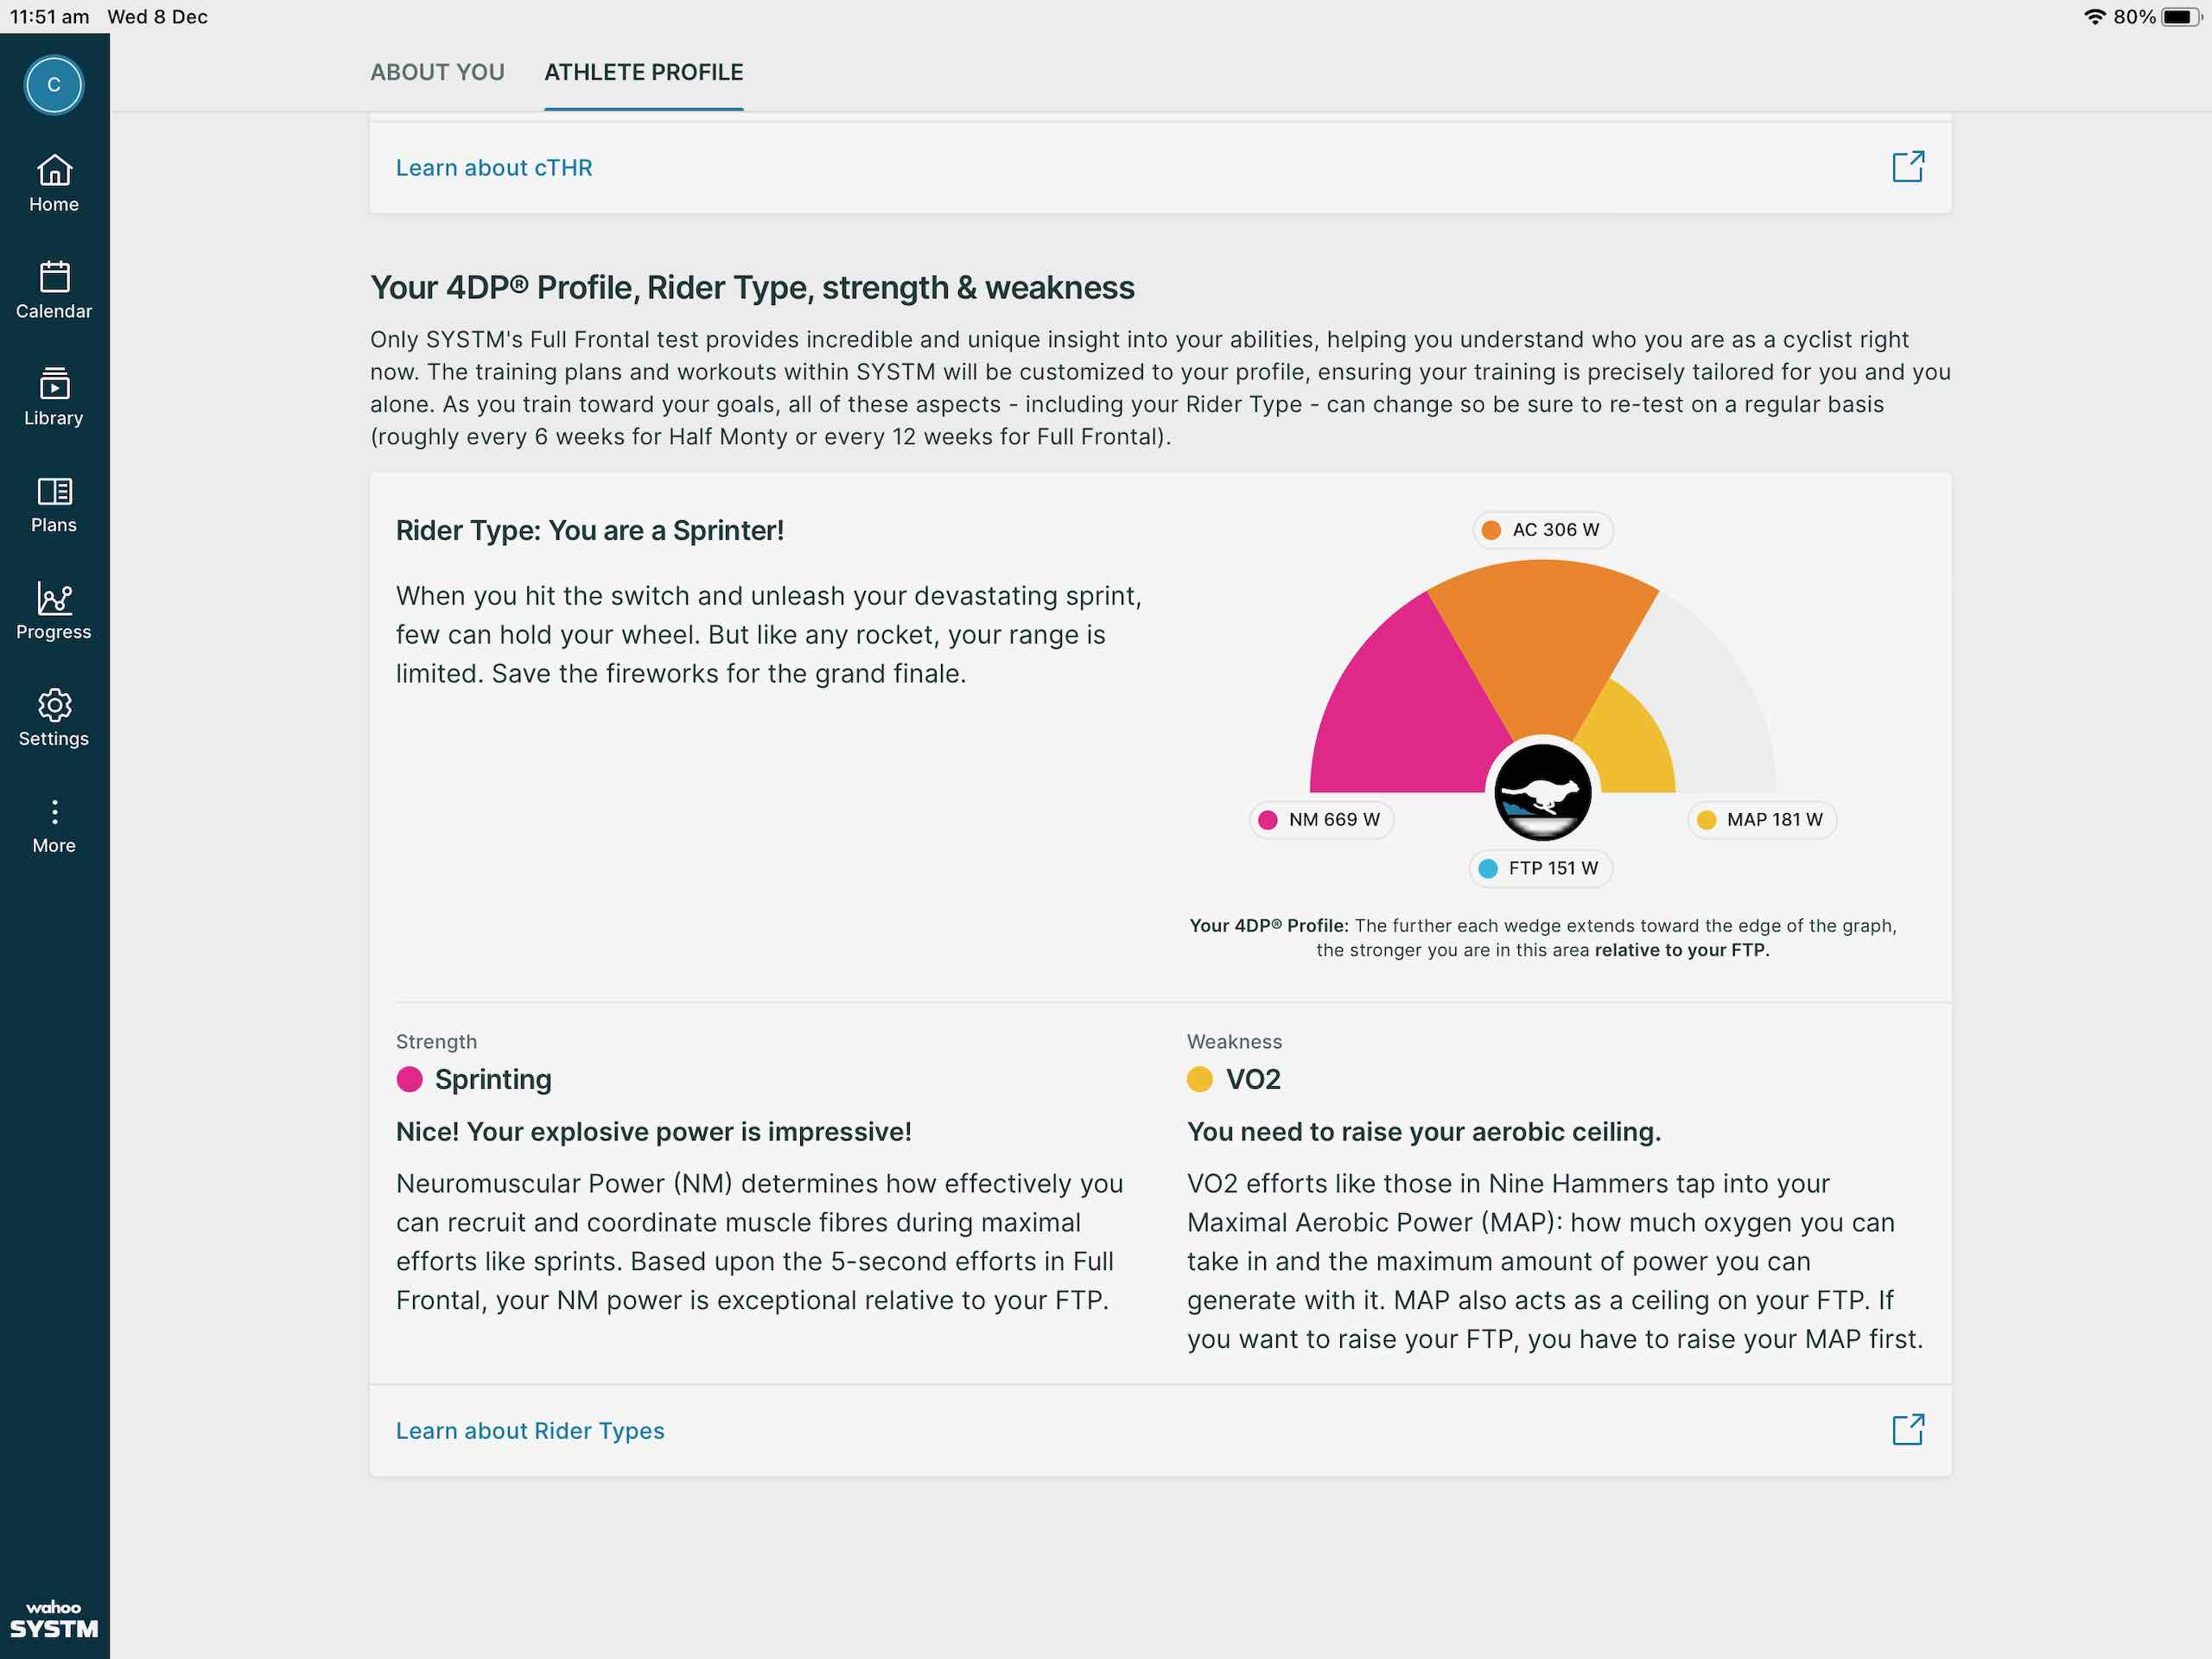 11:51 am Wed 8 Dec
80%
C
Home
Calendar
Library
Plans
Progress
Settings
More
wahoo
SYSTM
ABOUT YOU
ATHLETE PROFILE
Learn about cTHR
Your 4DP® Profile, Rider Type, strength & weakness
Only SYSTM's Full Frontal test provides incredible and unique insight into your abilities, helping you understand who you are as a cyclist right
now. The training plans and workouts within SYSTM will be customized to your profile, ensuring your training is precisely tailored for you and you
alone. As you train toward your goals, all of these aspects - including your Rider Type - can change so be sure to re-test on a regular basis
(roughly every 6 weeks for Half Monty or every 12 weeks for Full Frontal).
Rider Type: You are a Sprinter!
When you hit the switch and unleash your devastating sprint,
few can hold your wheel. But like any rocket, your range is
limited. Save the fireworks for the grand finale.
AC 306 W
NM 669 W
MAP 181 W
FTP 151 W
Your 4DP® Profile: The further each wedge extends toward the edge of the graph,
the stronger you are in this area relative to your FTP.
Strength
Sprinting
Nice! Your explosive power is impressive!
Neuromuscular Power (NM) determines how effectively you
can recruit and coordinate muscle fibres during maximal
efforts like sprints. Based upon the 5-second efforts in Full
Frontal, your NM power is exceptional relative to your FTP.
Weakness
VO2
You need to raise your aerobic ceiling.
VO2 efforts like those in Nine Hammers tap into your
Maximal Aerobic Power (MAP): how much oxygen you can
take in and the maximum amount of power you can
generate with it. MAP also acts as a ceiling on your FTP. If
you want to raise your FTP, you have to raise your MAP first.
Learn about Rider Types